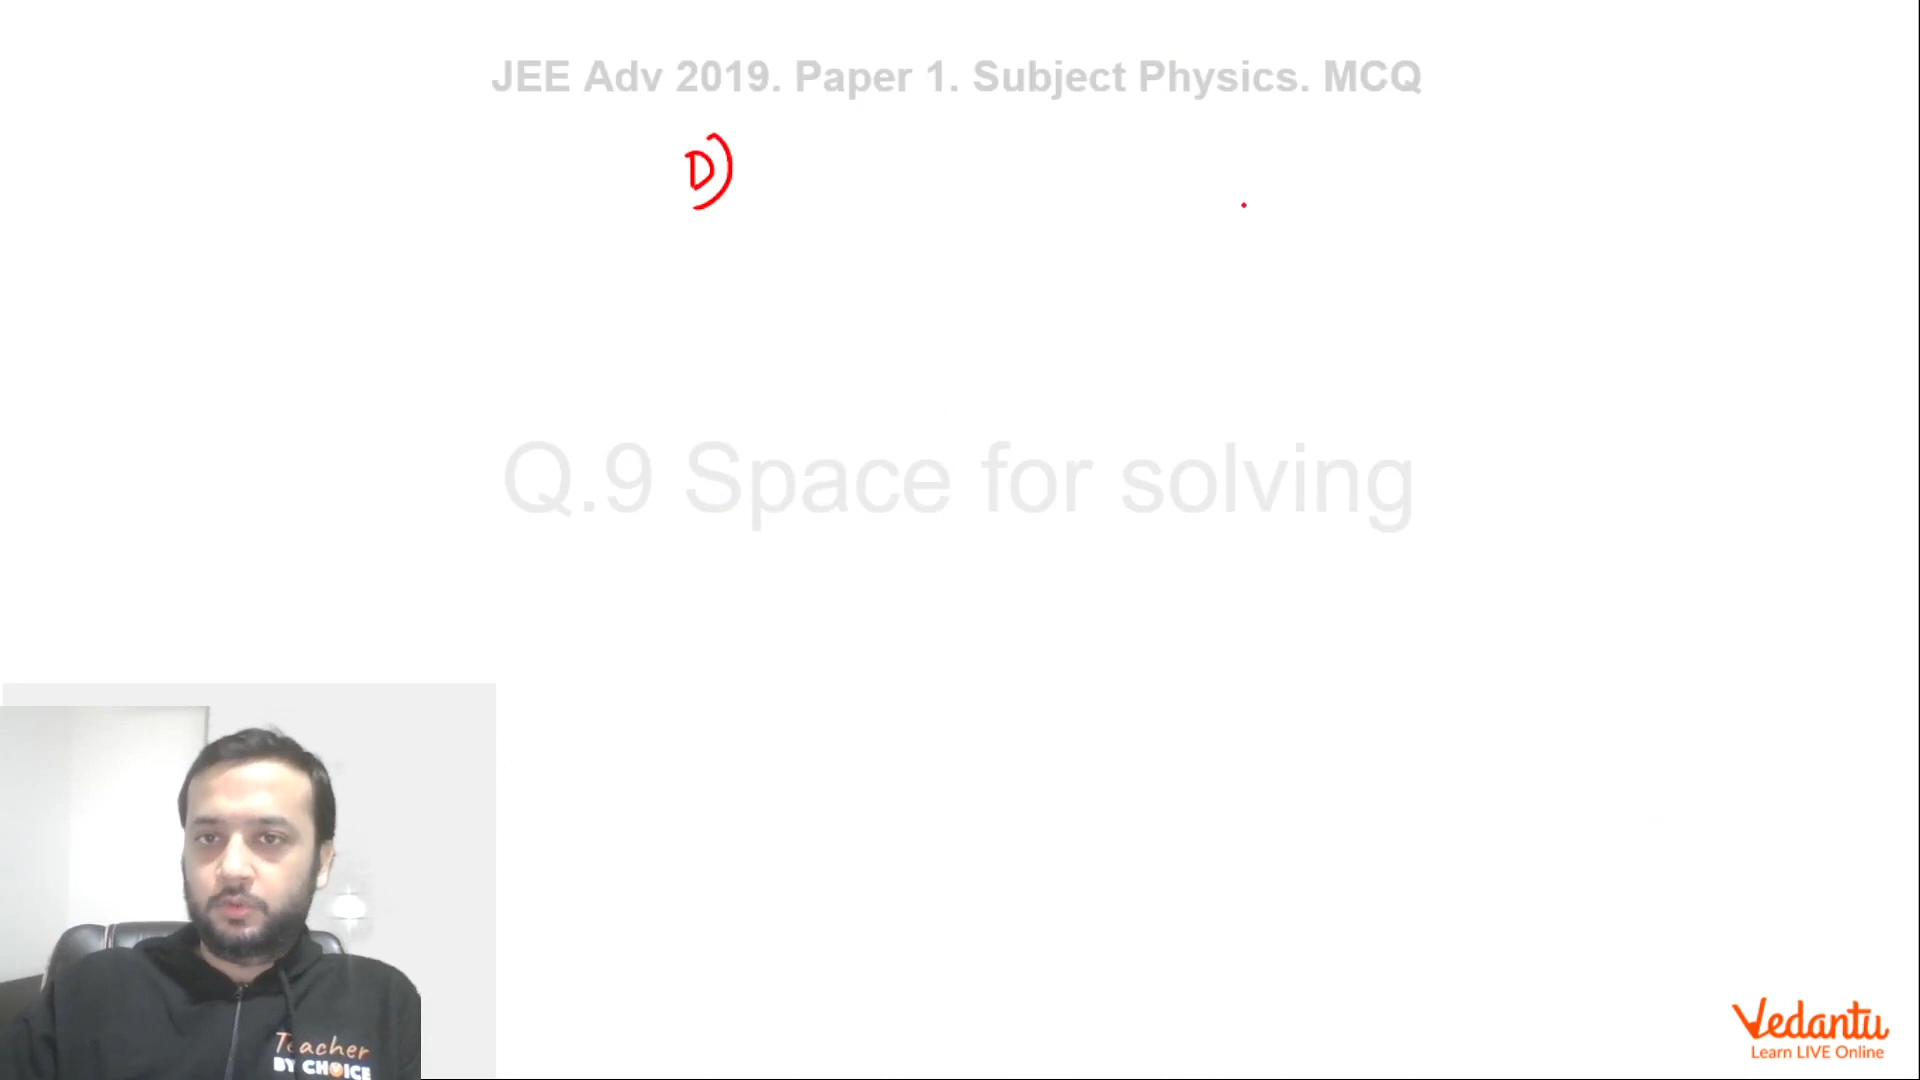 JEE Adv 2019. Paper 1. Subject Physics. MCQ
D)
Q.9 Space for solving
Teacher
BY CHOICE
Vedantu
Learn LIVE Online